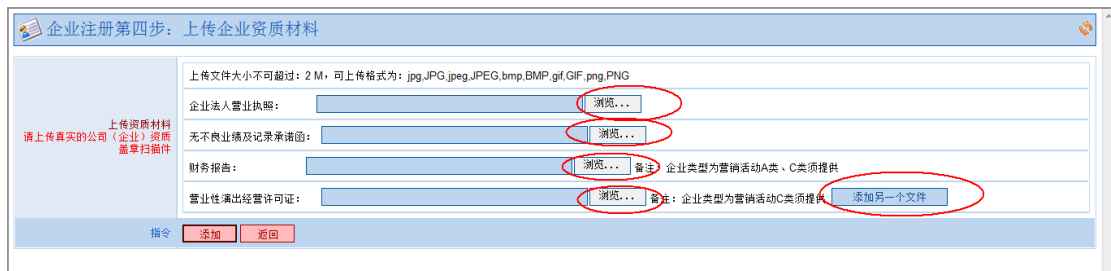 企业注册第四步：上传企业资质材料
上传文件大小不可超过：2 M，可上传格式为：jpg,JPG,jpeg,JPEG,bmp,BMP,gif,GIF,png,PNG
企业法人营业执照： 浏览...
上传资质材料
请上传真实的公司（企业）资质
盖章扫描件
无不良业绩及记录承诺函： 浏览...
财务报告： 浏览... 备注：企业类型为营销活动A类、C类须提供
营业性演出经营许可证： 浏览... 备注：企业类型为营销活动C类须提供 添加另一个文件
指令 添加 返回